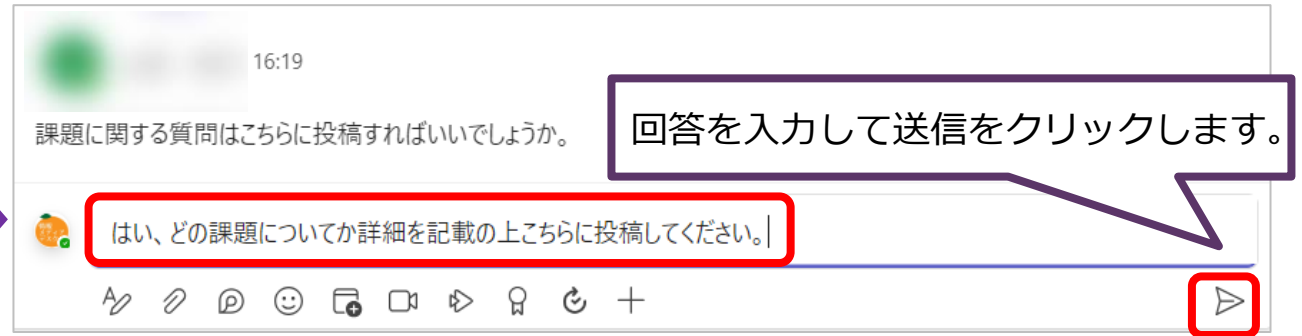 16:19
課題に関する質問はこちらに投稿すればいいでしょうか。
回答を入力して送信をクリックします。
はい、どの課題についてか詳細を記載の上こちらに投稿してください。